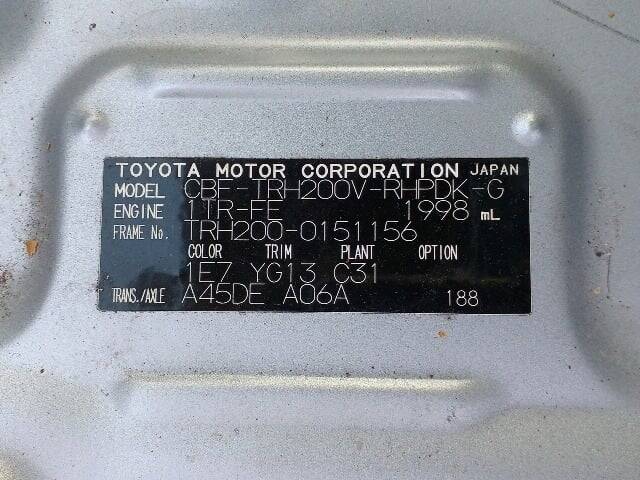 TOYOTA MOTOR CORPORATION JAPAN
MODEL CBF-TRH200V-RHPDK-G
ENGINE 1TR-FE 1998 mL
FRAME No. TRH200-0151156
COLOR TRIM PLANT OPTION
1E7 YG13 C31
TRANS./AXLE A45DE A06A 188